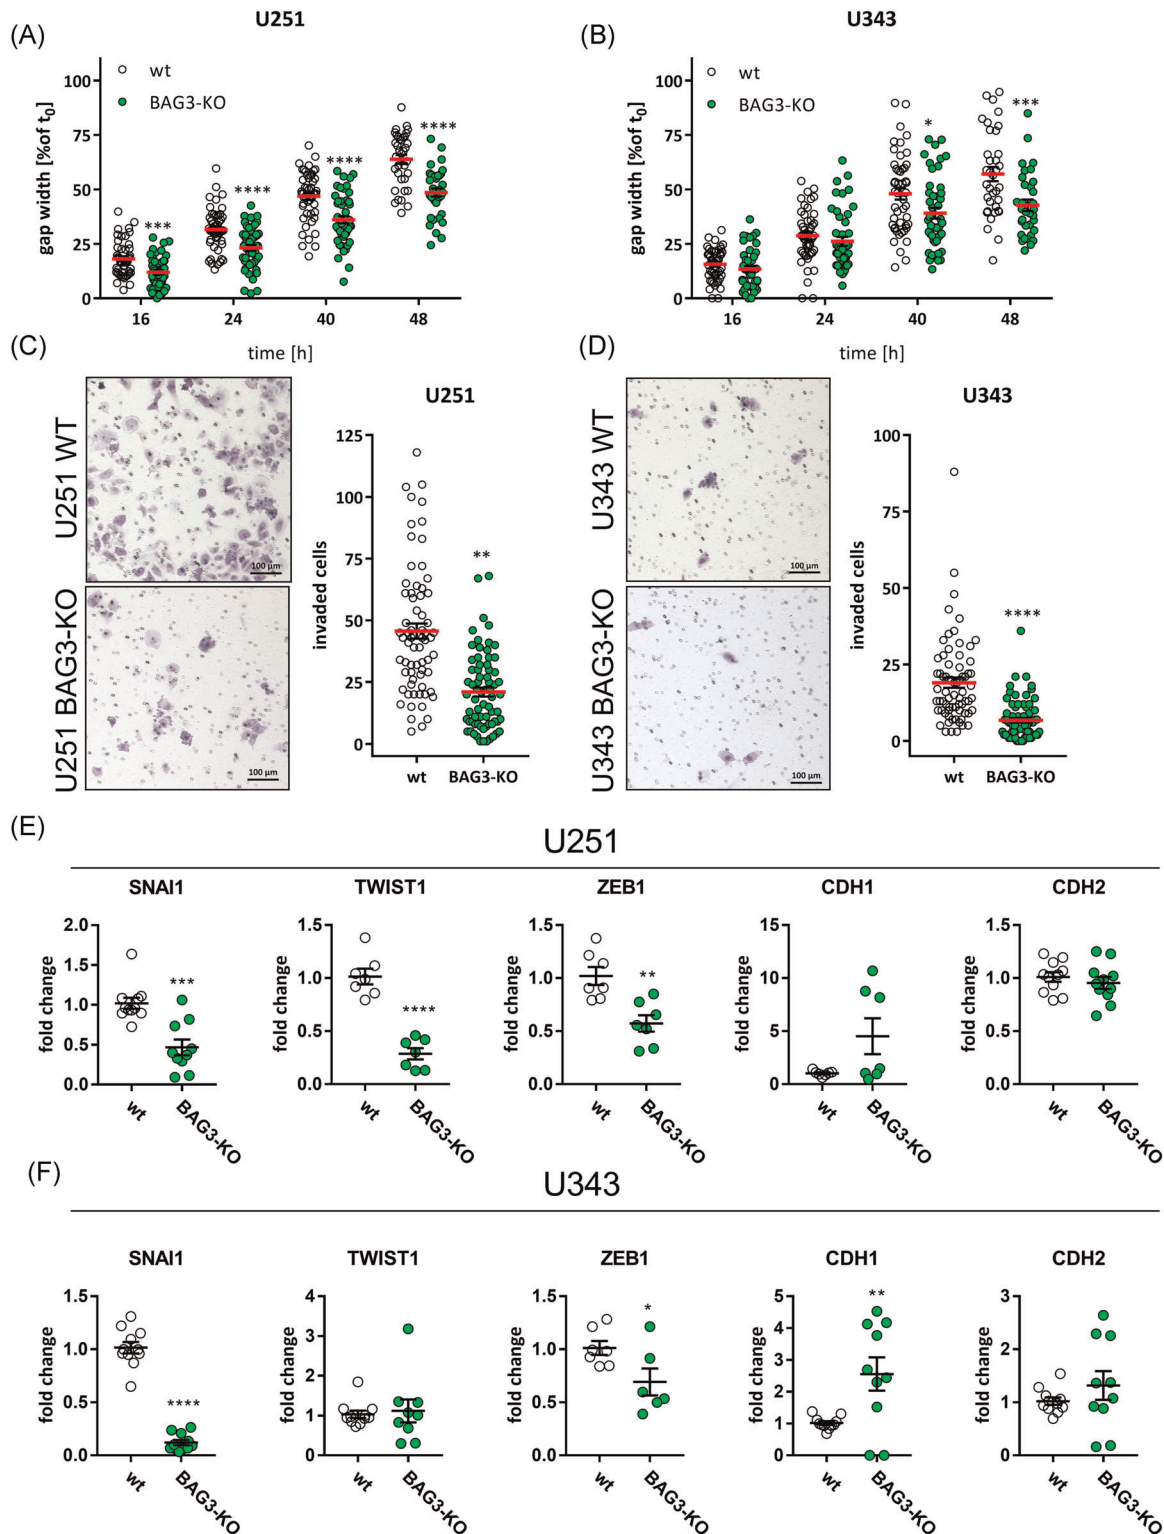 (A)
U251
gap width [%of t0]
100
75
50
25
0
wt
BAG3-KO
***
****
****
****
16
24
40
48
time [h]
(B)
U343
gap width [%of t0]
100
75
50
25
0
wt
BAG3-KO
*
***
16
24
40
48
time [h]
(C)
U251 WT
100 µm
U251 BAG3-KO
100 µm
U251
invaded cells
125
100
75
50
25
0
**
wt
BAG3-KO
(D)
U343 WT
100 µm
U343 BAG3-KO
100 µm
U343
invaded cells
100
75
50
25
0
****
wt
BAG3-KO
(E)
U251
SNAI1
fold change
2.0
1.5
1.0
0.5
0.0
***
wt
BAG3-KO
TWIST1
fold change
1.5
1.0
0.5
0.0
****
wt
BAG3-KO
ZEB1
fold change
1.5
1.0
0.5
0.0
**
wt
BAG3-KO
CDH1
fold change
15
10
5
0
wt
BAG3-KO
CDH2
fold change
1.5
1.0
0.5
0.0
wt
BAG3-KO
(F)
U343
SNAI1
fold change
1.5
1.0
0.5
0.0
****
wt
BAG3-KO
TWIST1
fold change
4
3
2
1
0
wt
BAG3-KO
ZEB1
fold change
1.5
1.0
0.5
0.0
*
wt
BAG3-KO
CDH1
fold change
5
4
3
2
1
0
**
wt
BAG3-KO
CDH2
fold change
3
2
1
0
wt
BAG3-KO